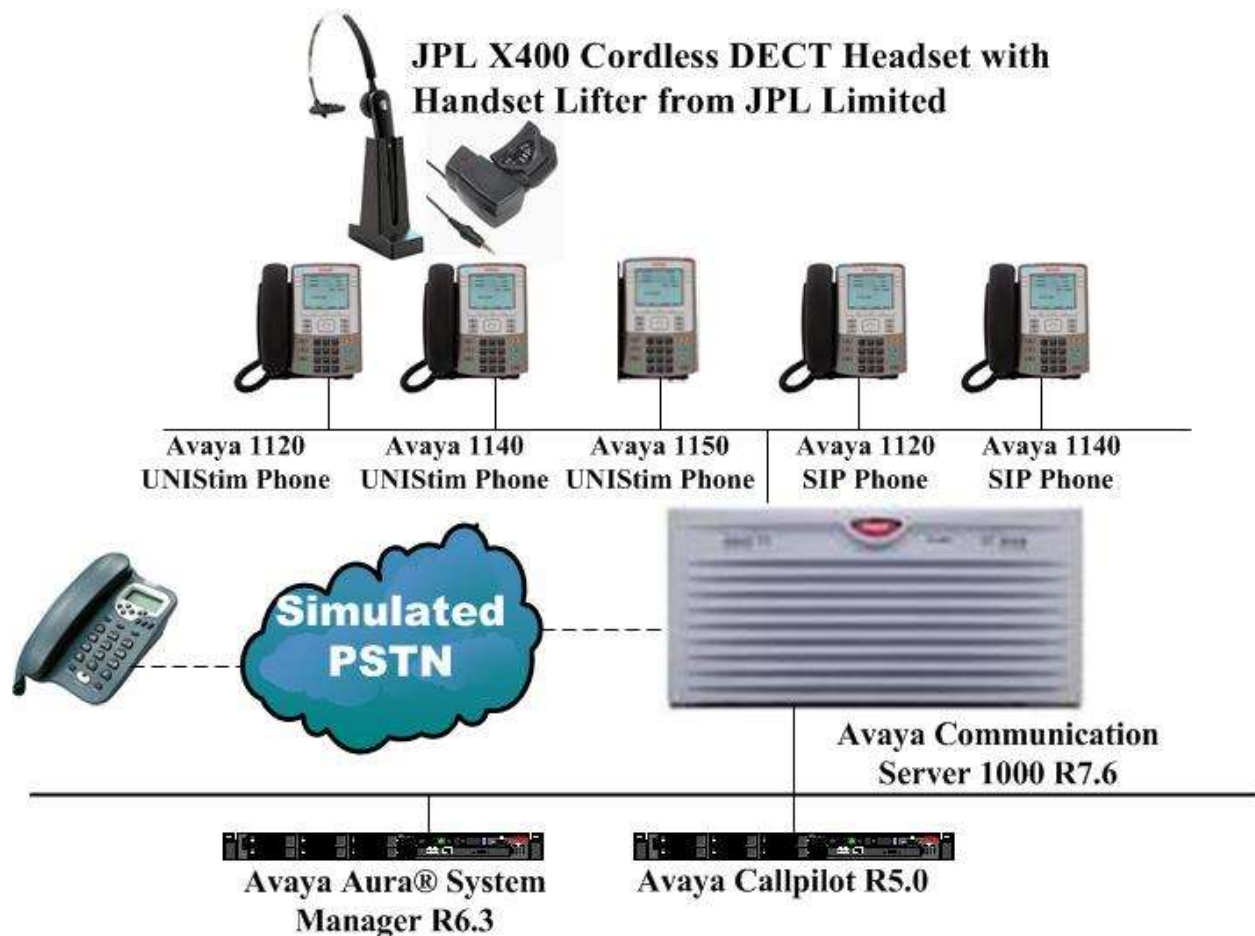 JPL X400 Cordless DECT Headset with
Handset Lifter from JPL Limited
Avaya 1120
UNIStim Phone
Avaya 1140
UNIStim Phone
Avaya 1150
UNIStim Phone
Avaya 1120
SIP Phone
Avaya 1140
SIP Phone
Simulated
PSTN
Avaya Communication
Server 1000 R7.6
Avaya Aura® System
Manager R6.3
Avaya Callpilot R5.0